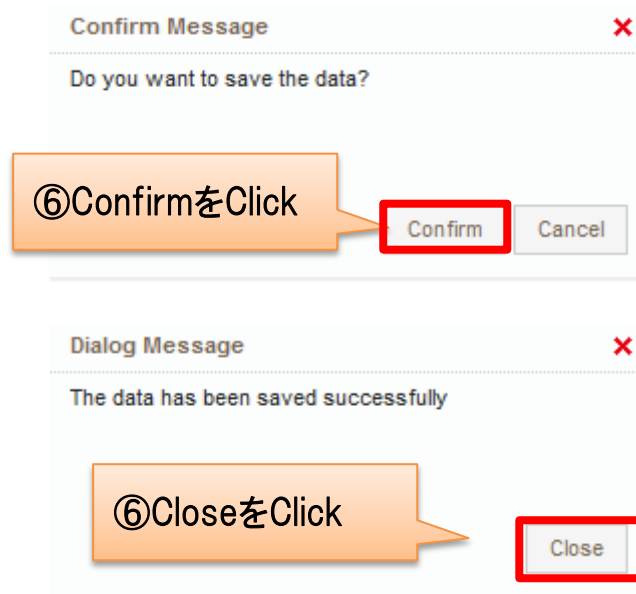 Confirm Message
Do you want to save the data?
⑥ConfirmをClick
Confirm Cancel
Dialog Message
The data has been saved successfully
⑥CloseをClick
Close